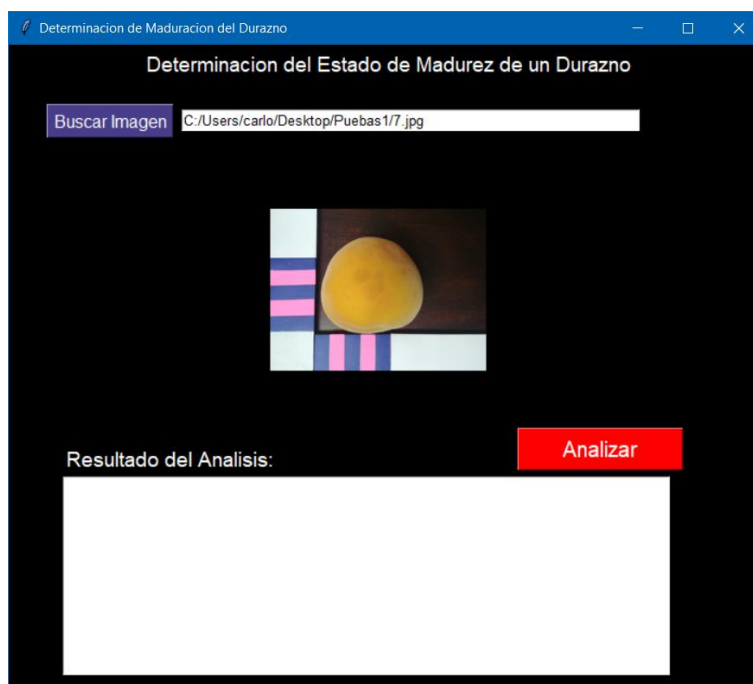 Determinacion de Maduracion del Durazno
Determinacion del Estado de Madurez de un Durazno
Buscar Imagen C:/Users/carlo/Desktop/Puebas1/7.jpg
Analizar
Resultado del Analisis: